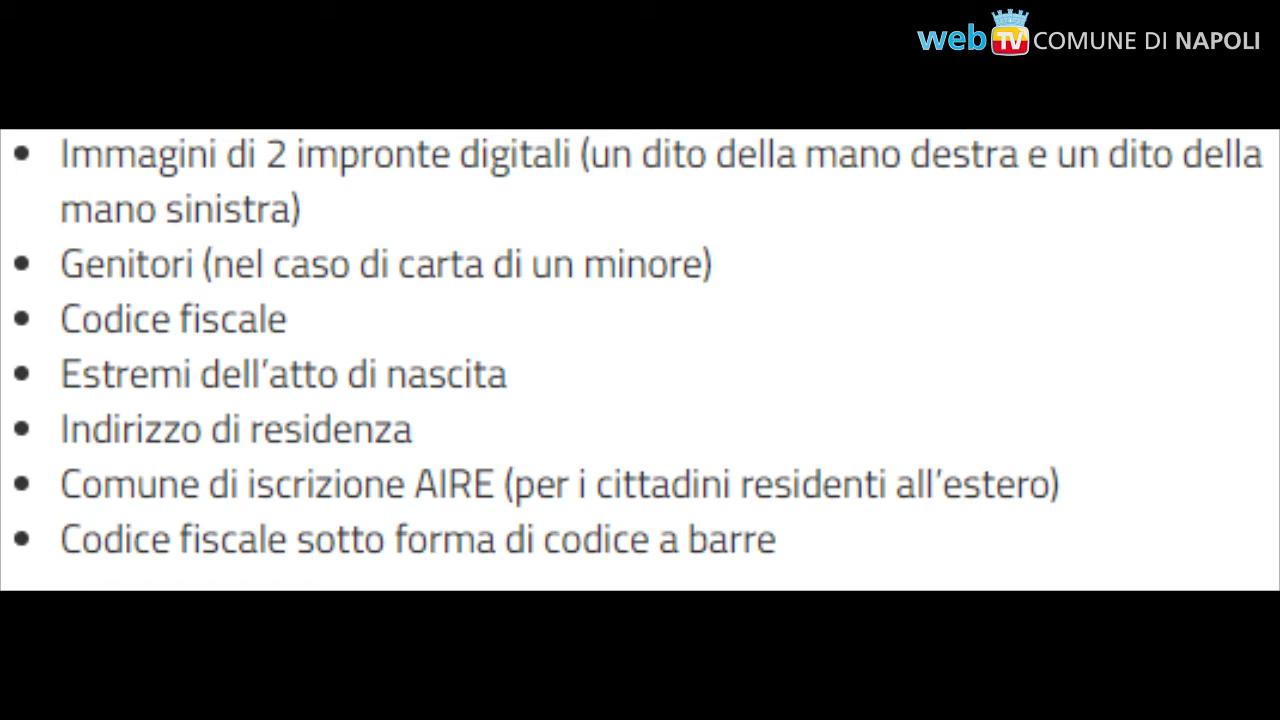 web TV COMUNE DI NAPOLI
• Immagini di 2 impronte digitali (un dito della mano destra e un dito della
mano sinistra)
• Genitori (nel caso di carta di un minore)
• Codice fiscale
• Estremi dell’atto di nascita
• Indirizzo di residenza
• Comune di iscrizione AIRE (per i cittadini residenti all’estero)
• Codice fiscale sotto forma di codice a barre